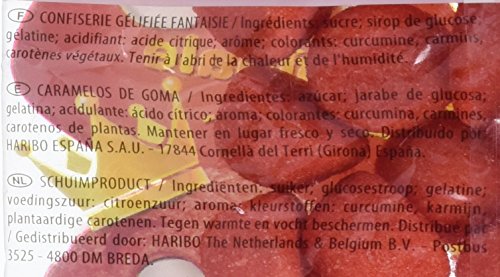 F CONFISERIE GÉLIFIÉE FANTAISIE / Ingrédients: sucre; sirop de glucose;
gélatine; acidifiant: acide citrique; arôme; colorants: curcumine, carmins,
carotènes végétaux. Tenir à l'abri de la chaleur et de l'humidité.
E CARAMELOS DE GOMA / Ingredientes: azúcar; jarabe de glucosa;
gelatina; acidulante: ácido cítrico; aroma; colorantes: curcumina, carmines,
carotenos de plantas. Mantener en lugar fresco y seco. Distribuido por
HARIBO ESPAÑA S.A.U. - 17844 Cornellà del Terri (Girona) España.
NL SCHUIMPRODUCT / Ingrediënten: suiker; glucosestroop; gelatine;
voedingszuur: citroenzuur; aroma; kleurstoffen: curcumine, karmijn,
plantaardige carotenen. Tegen warmte en vocht beschermen. Distribué par
/ Gedistribueerd door: HARIBO The Netherlands & Belgium B.V. - Postbus
3525 - 4800 DM BREDA.